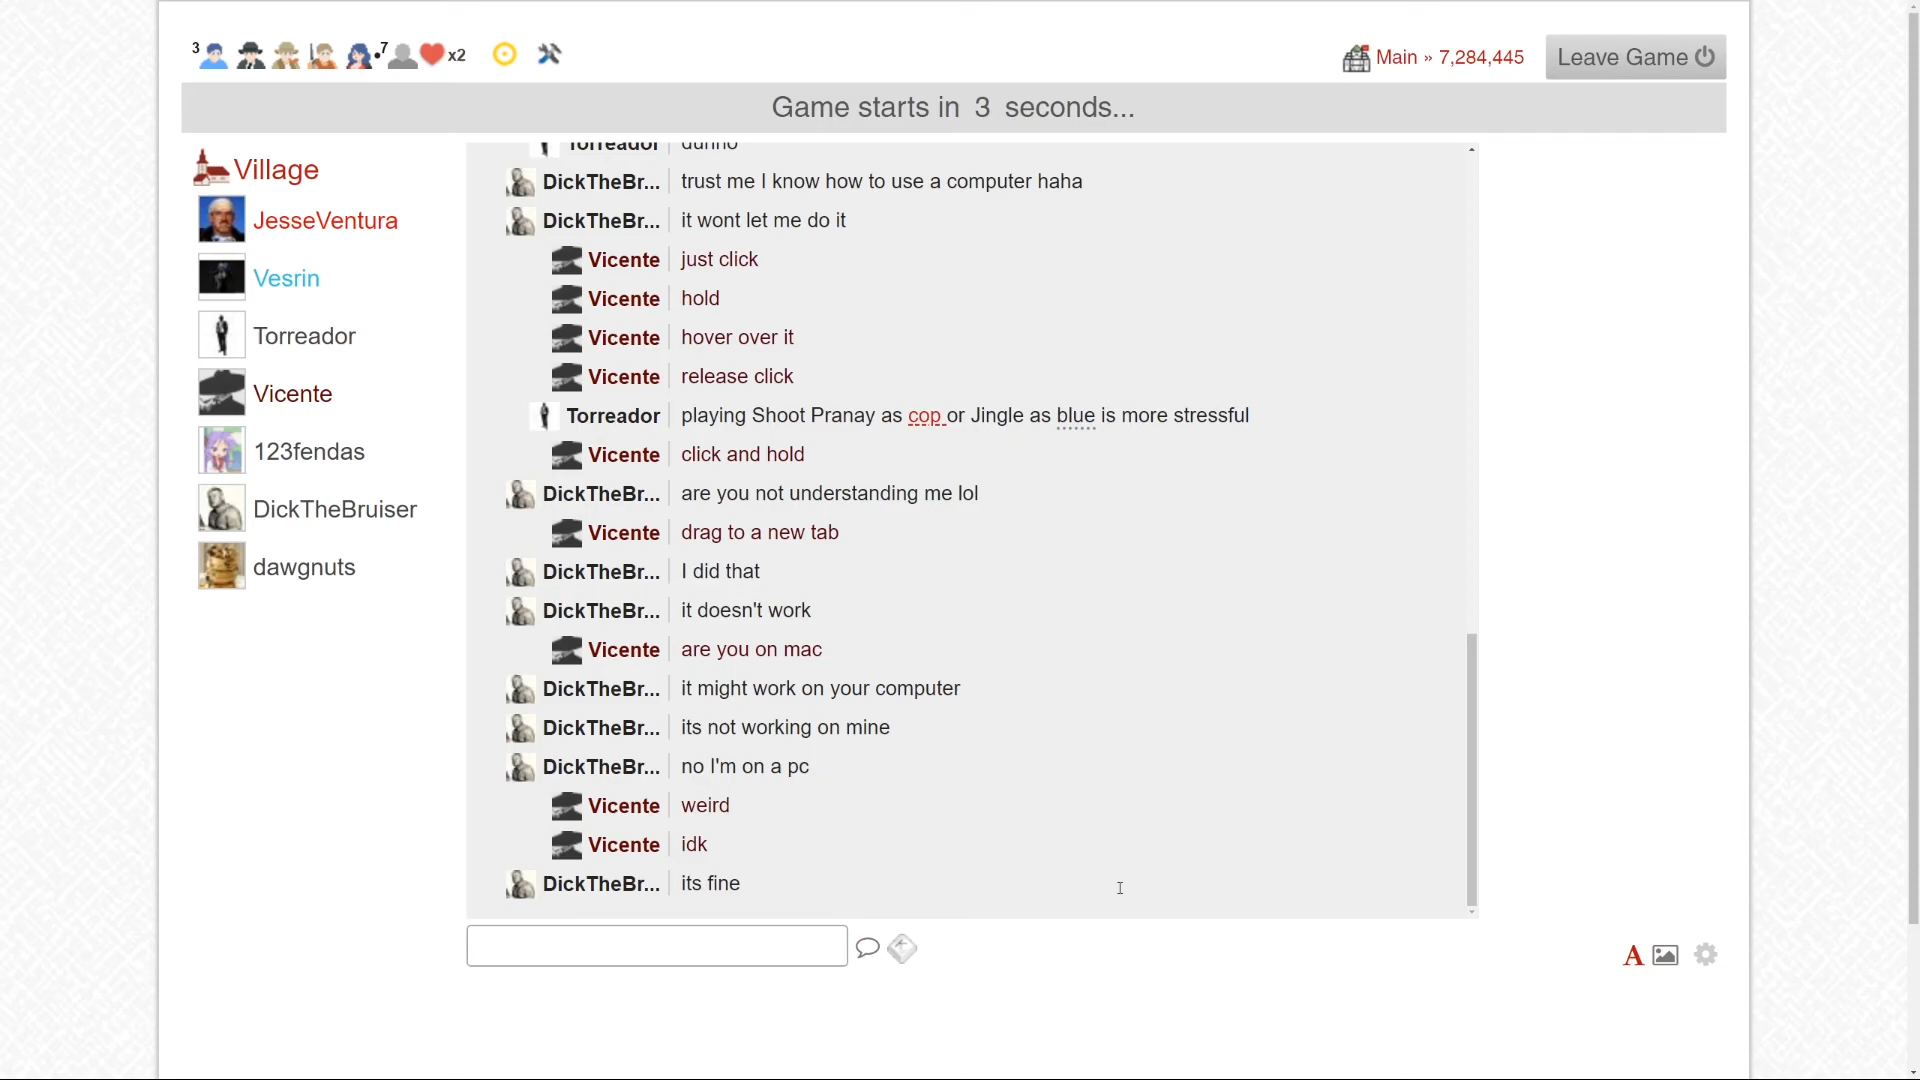 3 7 x2
Main » 7,284,445
Leave Game
Game starts in 3 seconds...
Village
JesseVentura
Vesrin
Torreador
Vicente
123fendas
DickTheBruiser
dawgnuts
Torreador dunno
DickTheBr... trust me I know how to use a computer haha
DickTheBr... it wont let me do it
Vicente just click
Vicente hold
Vicente hover over it
Vicente release click
Torreador playing Shoot Pranay as cop or Jingle as blue is more stressful
Vicente click and hold
DickTheBr... are you not understanding me lol
Vicente drag to a new tab
DickTheBr... I did that
DickTheBr... it doesn't work
Vicente are you on mac
DickTheBr... it might work on your computer
DickTheBr... its not working on mine
DickTheBr... no I'm on a pc
Vicente weird
Vicente idk
DickTheBr... its fine
A